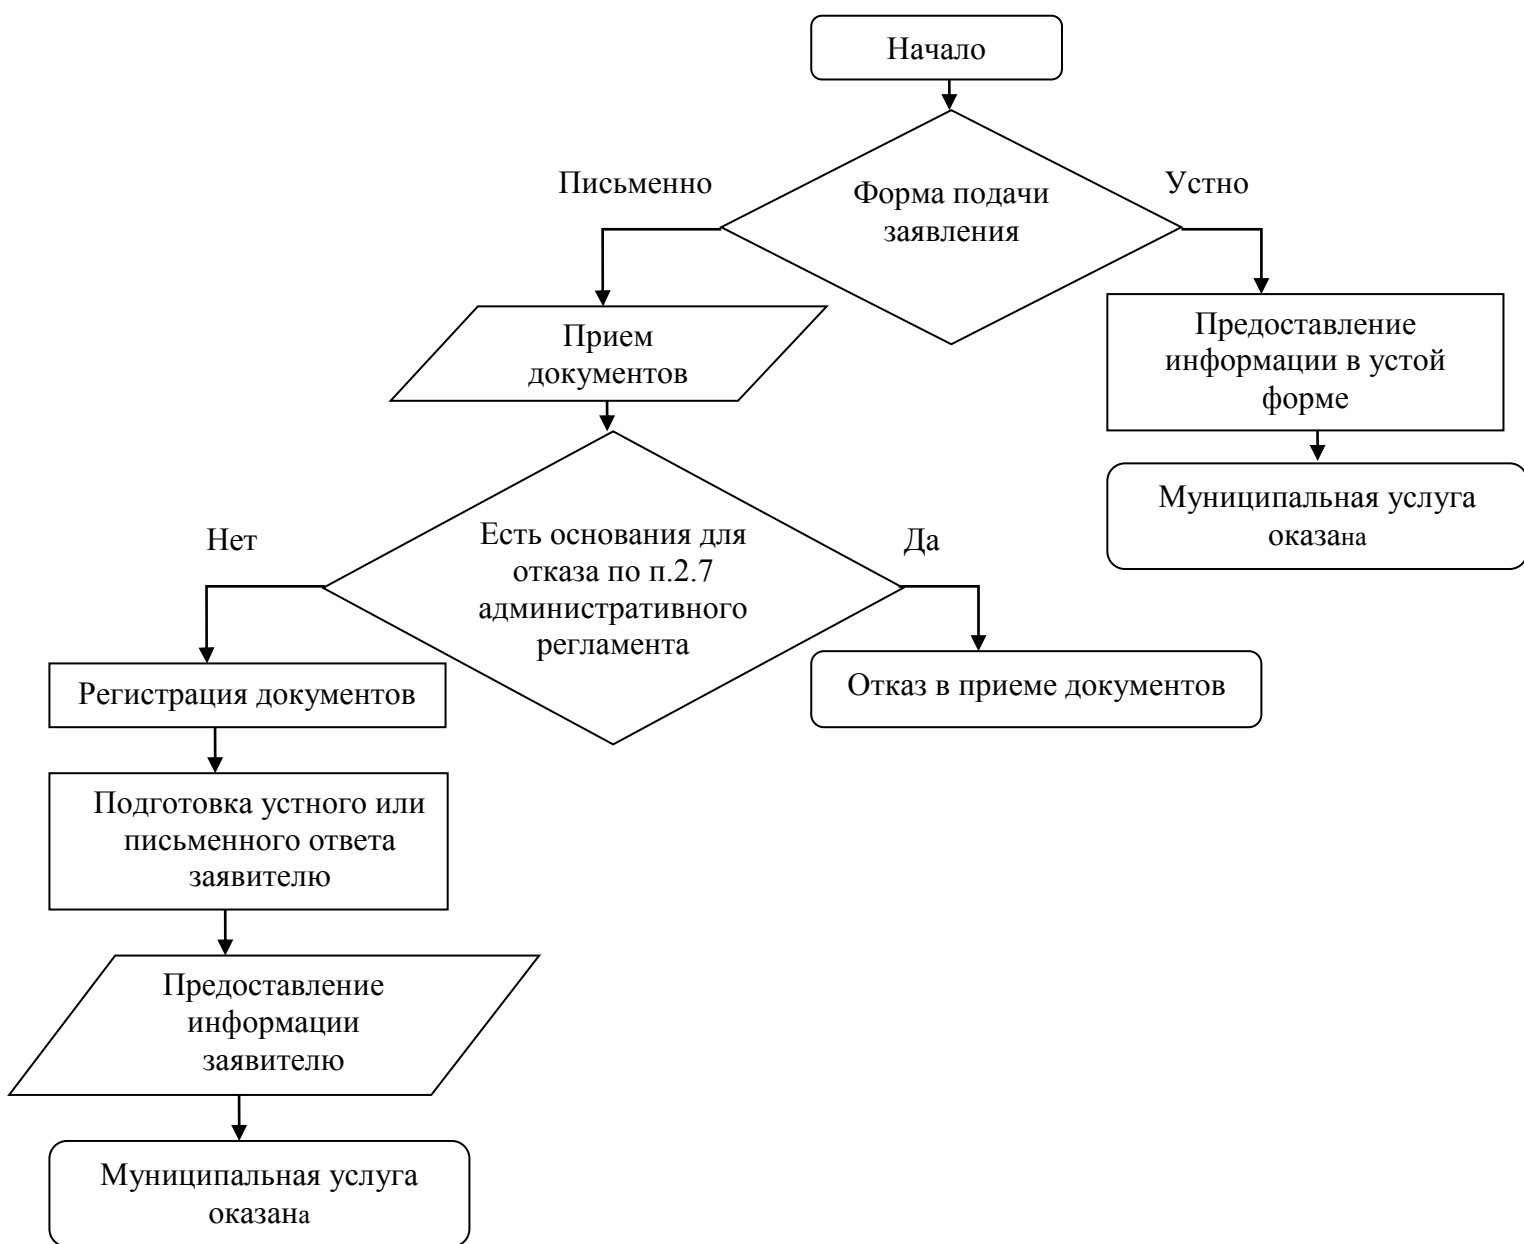 Начало
Письменно
Форма подачи
заявления
Устно
Прием
документов
Предоставление
информации в устой
форме
Муниципальная услуга
оказана
Нет
Есть основания для
отказа по п.2.7
административного
регламента
Да
Регистрация документов
Отказ в приеме документов
Подготовка устного или
письменного ответа
заявителю
Предоставление
информации
заявителю
Муниципальная услуга
оказана